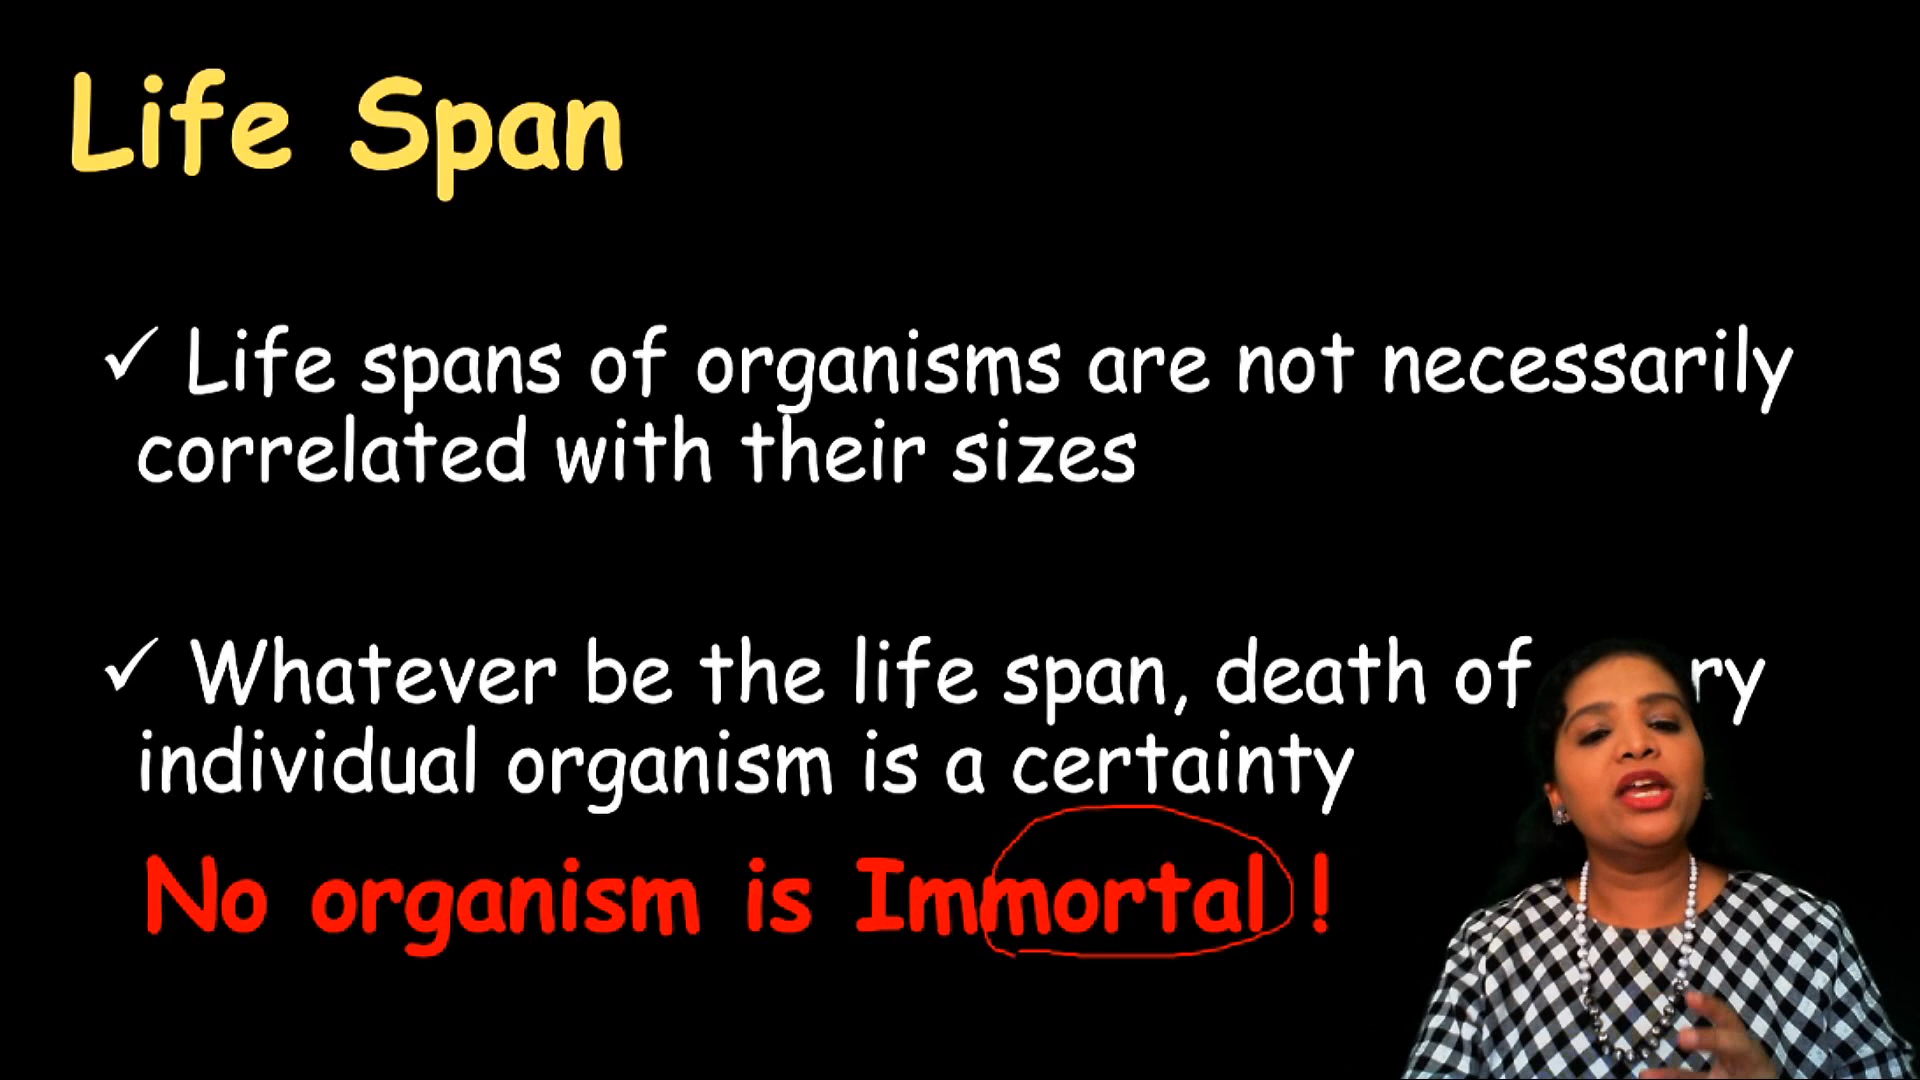 Life Span
✓ Life spans of organisms are not necessarily
correlated with their sizes
✓ Whatever be the life span, death of ry
individual organism is a certainty
No organism is Immortal !